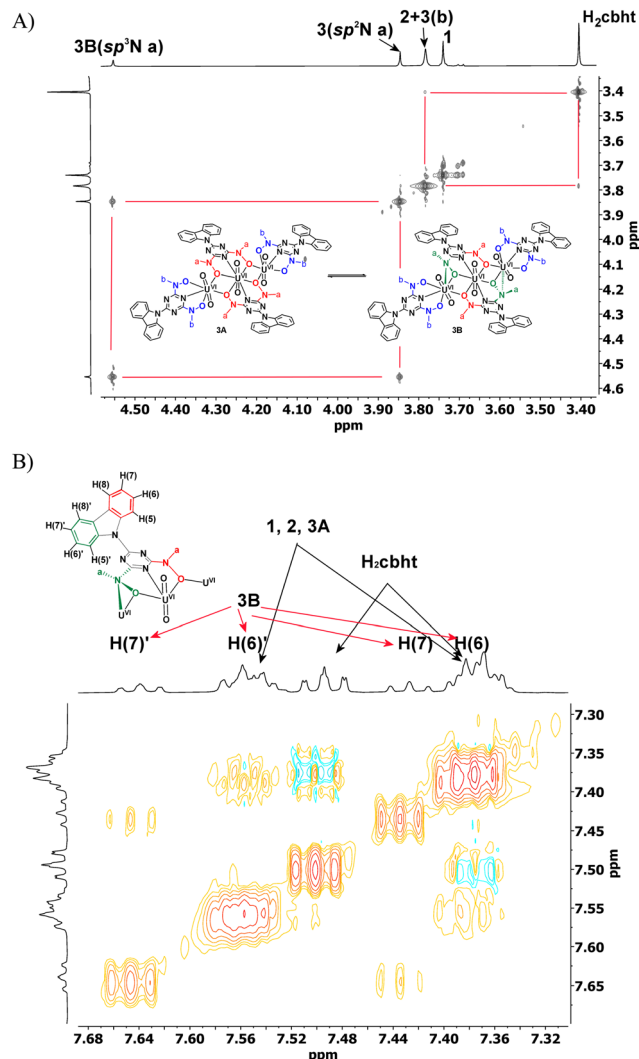 A)
3B(sp³N a)
3(sp²N a)
2+3(b)
1
H₂cbht
3.4
3.5
3.6
3.7
3.8
3.9
4.0
4.1
4.2
4.3
4.4
4.5
4.6
ppm
3A
3B
4.50 4.40 4.30 4.20 4.10 4.00 3.90 3.80 3.70 3.60 3.50 3.40
ppm
B)
H(7)
H(8)
H(6)
H(8)'
H(5)
H(7)'
H(6)'
H(5)'
1, 2, 3A
H₂cbht
3B
H(7)' H(6)' H(7) H(6)
7.30
7.35
7.40
7.45
7.50
7.55
7.60
7.65
ppm
7.68 7.64 7.60 7.56 7.52 7.48 7.44 7.40 7.36 7.32
ppm